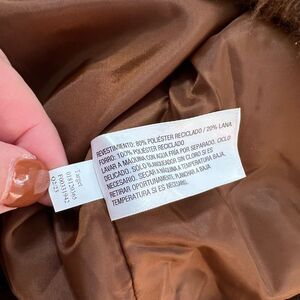 REVESTIMIENTO: 80% POLIÉSTER RECICLADO / 20% LANA
FORRO: 100% POLIÉSTER RECICLADO
LAVAR A MÁQUINA CON AGUA FRÍA POR SEPARADO. CICLO
DELICADO. SOLO BLANQUEADOR SIN CLORO SI ES
NECESARIO. SECAR A MÁQUINA A TEMPERATURA BAJA,
RETIRAR OPORTUNAMENTE. PLANCHAR A BAJA
TEMPERATURA SI ES NECESARIO.
Target